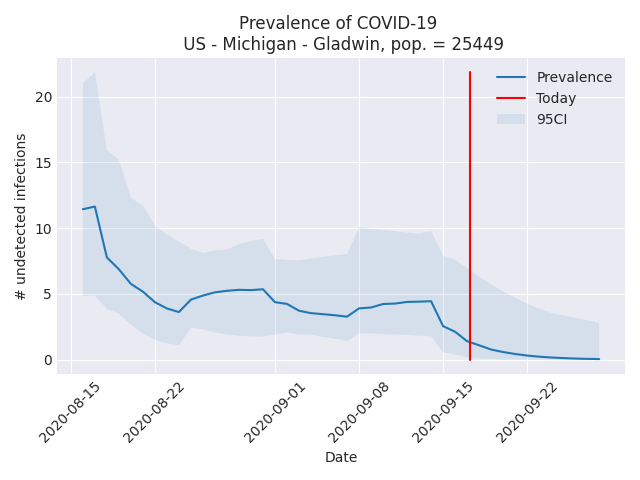 Prevalence of COVID-19
US - Michigan - Gladwin, pop. = 25449
Prevalence
Today
95CI
# undetected infections
20
15
10
5
0
2020-08-15
2020-08-22
2020-09-01
2020-09-08
2020-09-15
2020-09-22
Date